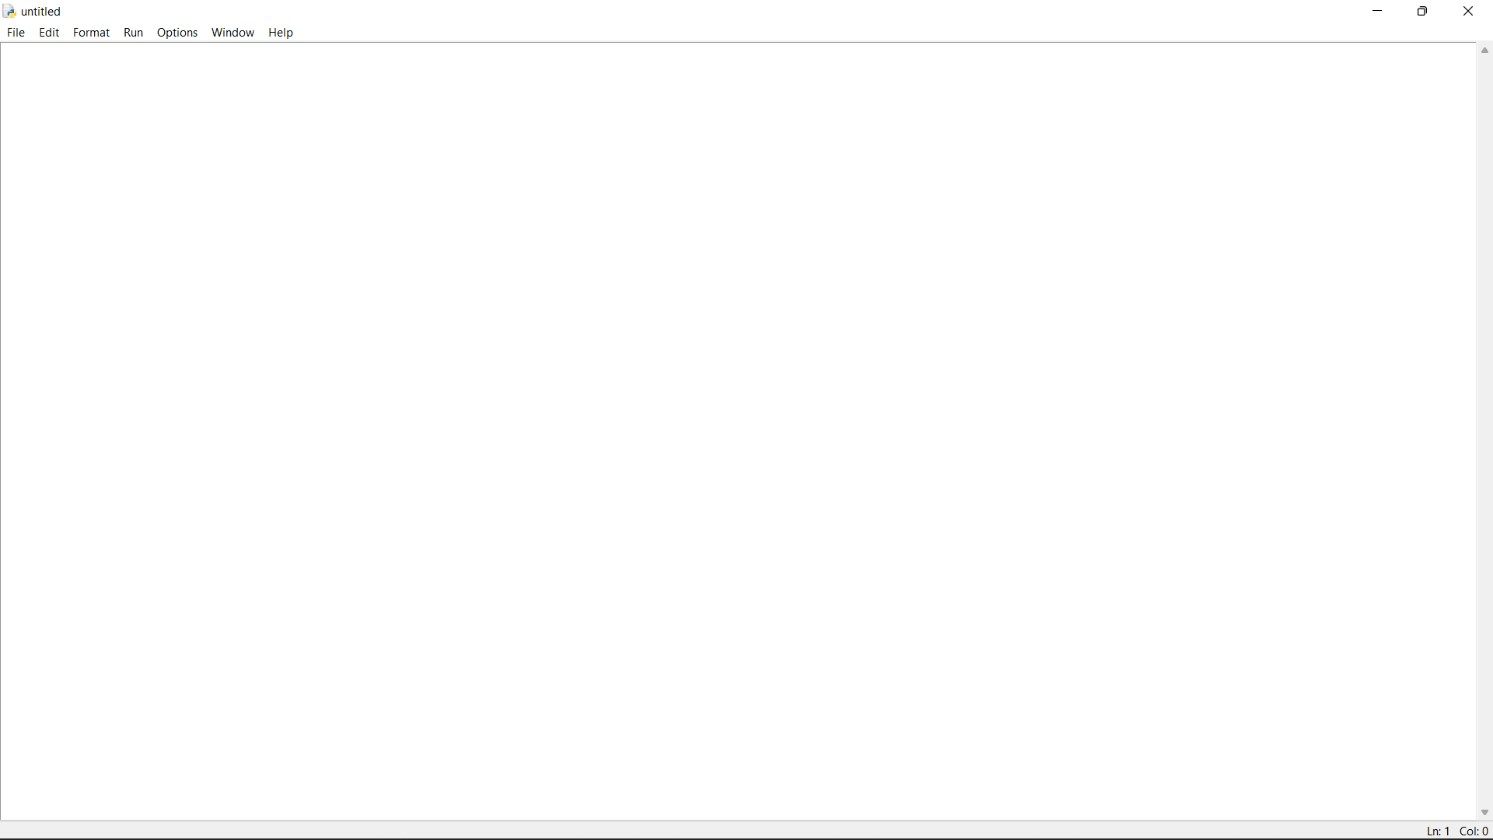 untitled
File Edit Format Run Options Window Help
Ln: 1 Col: 0